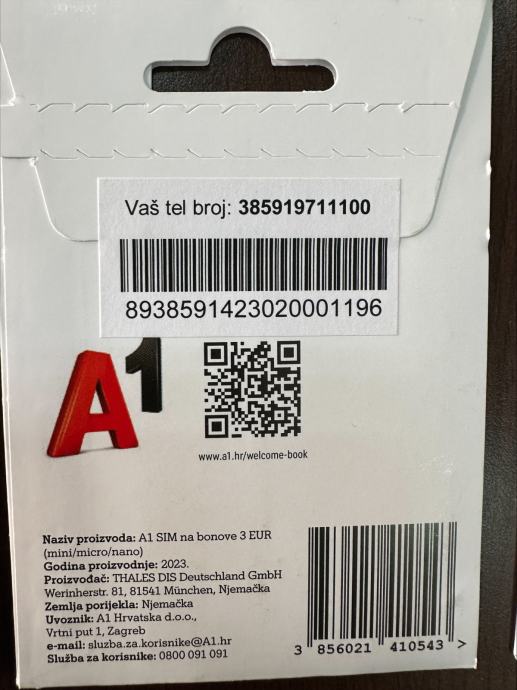 Vaš tel broj: 385919711100
8938591423020001196
A1
www.a1.hr/welcome-book
Naziv proizvoda: A1 SIM na bonove 3 EUR
(mini/micro/nano)
Godina proizvodnje: 2023.
Proizvođač: THALES DIS Deutschland GmbH
Werinherstr. 81, 81541 München, Njemačka
Zemlja porijekla: Njemačka
Uvoznik: A1 Hrvatska d.o.o.,
Vrtni put 1, Zagreb
e-mail: sluzba.za.korisnike@A1.hr
Služba za korisnike: 0800 091 091
3 856021 410543 >